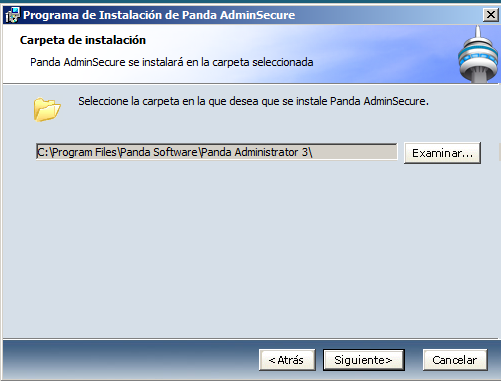 Programa de Instalación de Panda AdminSecure
Carpeta de instalación
Panda AdminSecure se instalará en la carpeta seleccionada
Seleccione la carpeta en la que desea que se instale Panda AdminSecure.
C:\Program Files\Panda Software\Panda Administrator 3\
Examinar...
<Atrás
Siguiente>
Cancelar